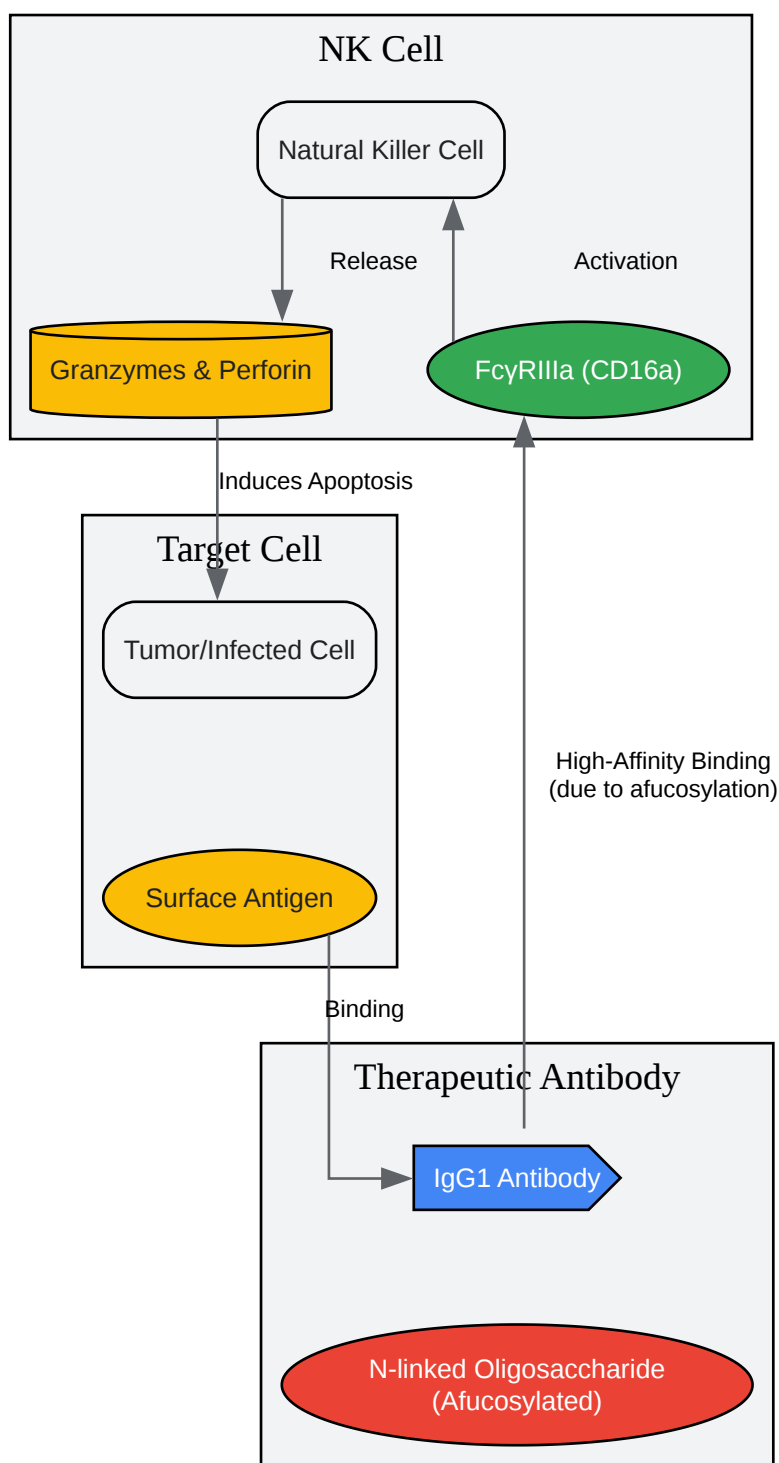 NK Cell
Natural Killer Cell
Release
Activation
Granzymes & Perforin
FcγRIIIa (CD16a)
Induces Apoptosis
Target Cell
Tumor/Infected Cell
High-Affinity Binding
(due to afucosylation)
Surface Antigen
Binding
Therapeutic Antibody
IgG1 Antibody
N-linked Oligosaccharide
(Afucosylated)